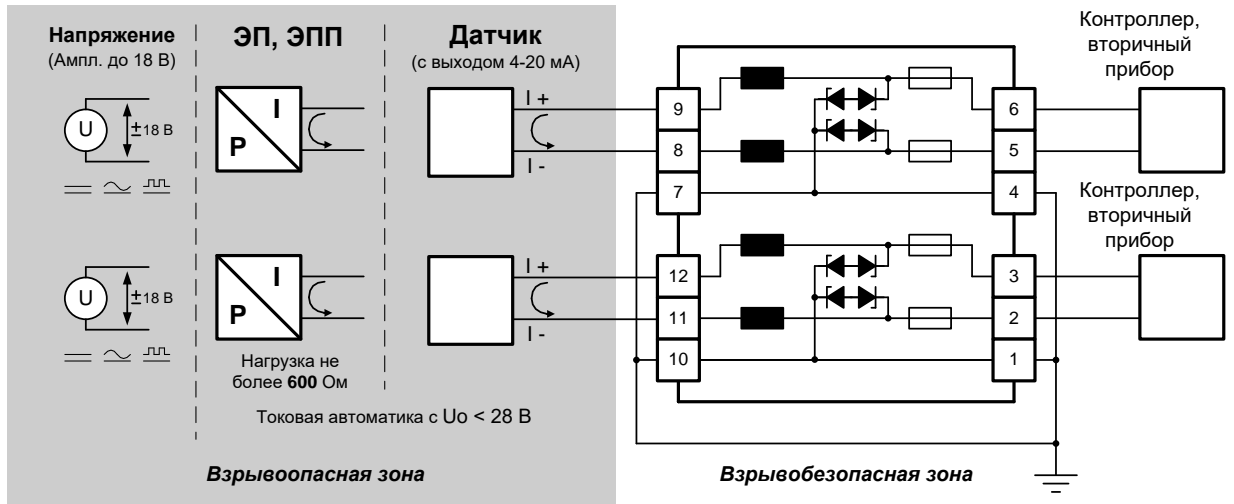 Напряжение
(Ампл. до 18 В)
ЭП, ЭПП
Датчик
(с выходом 4-20 мА)
Контроллер,
вторичный
прибор
U
±18 В
I
P
I +
I -
9
8
7
6
5
4
Контроллер,
вторичный
прибор
U
±18 В
I
P
I +
I -
12
11
10
3
2
1
Нагрузка не
более 600 Ом
Токовая автоматика с Uo < 28 В
Взрывоопасная зона
Взрывобезопасная зона